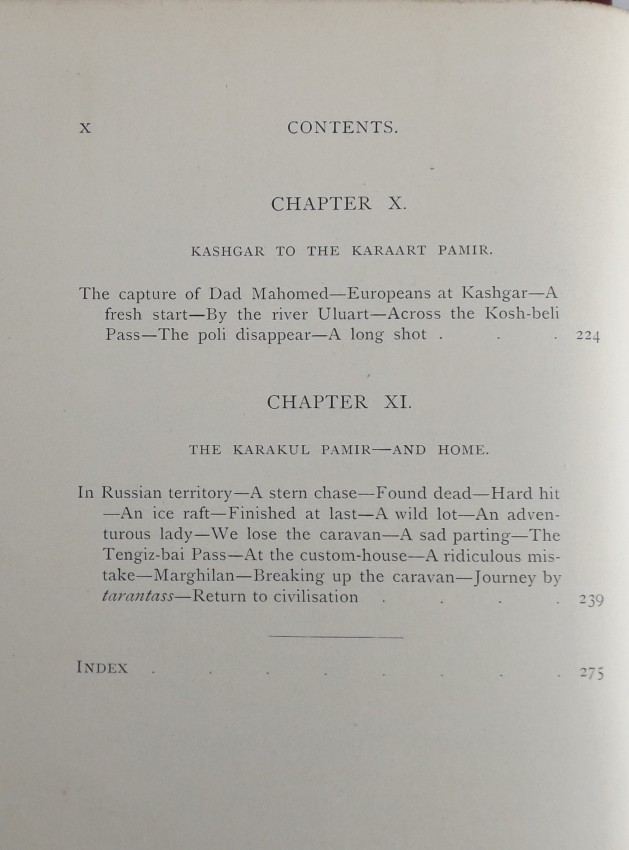 X CONTENTS.
CHAPTER X.
KASHGAR TO THE KARAART PAMIR.
The capture of Dad Mahomed—Europeans at Kashgar—A
fresh start—By the river Uluart—Across the Kosh-beli
Pass—The poli disappear—A long shot . . . 224
CHAPTER XI.
THE KARAKUL PAMIR—AND HOME.
In Russian territory—A stern chase—Found dead—Hard hit
—An ice raft—Finished at last—A wild lot—An adven-
turous lady—We lose the caravan—A sad parting—The
Tengiz-bai Pass—At the custom-house—A ridiculous mis-
take—Marghilan—Breaking up the caravan—Journey by
tarantass—Return to civilisation . . . . 239
INDEX . . . . . . . . 275